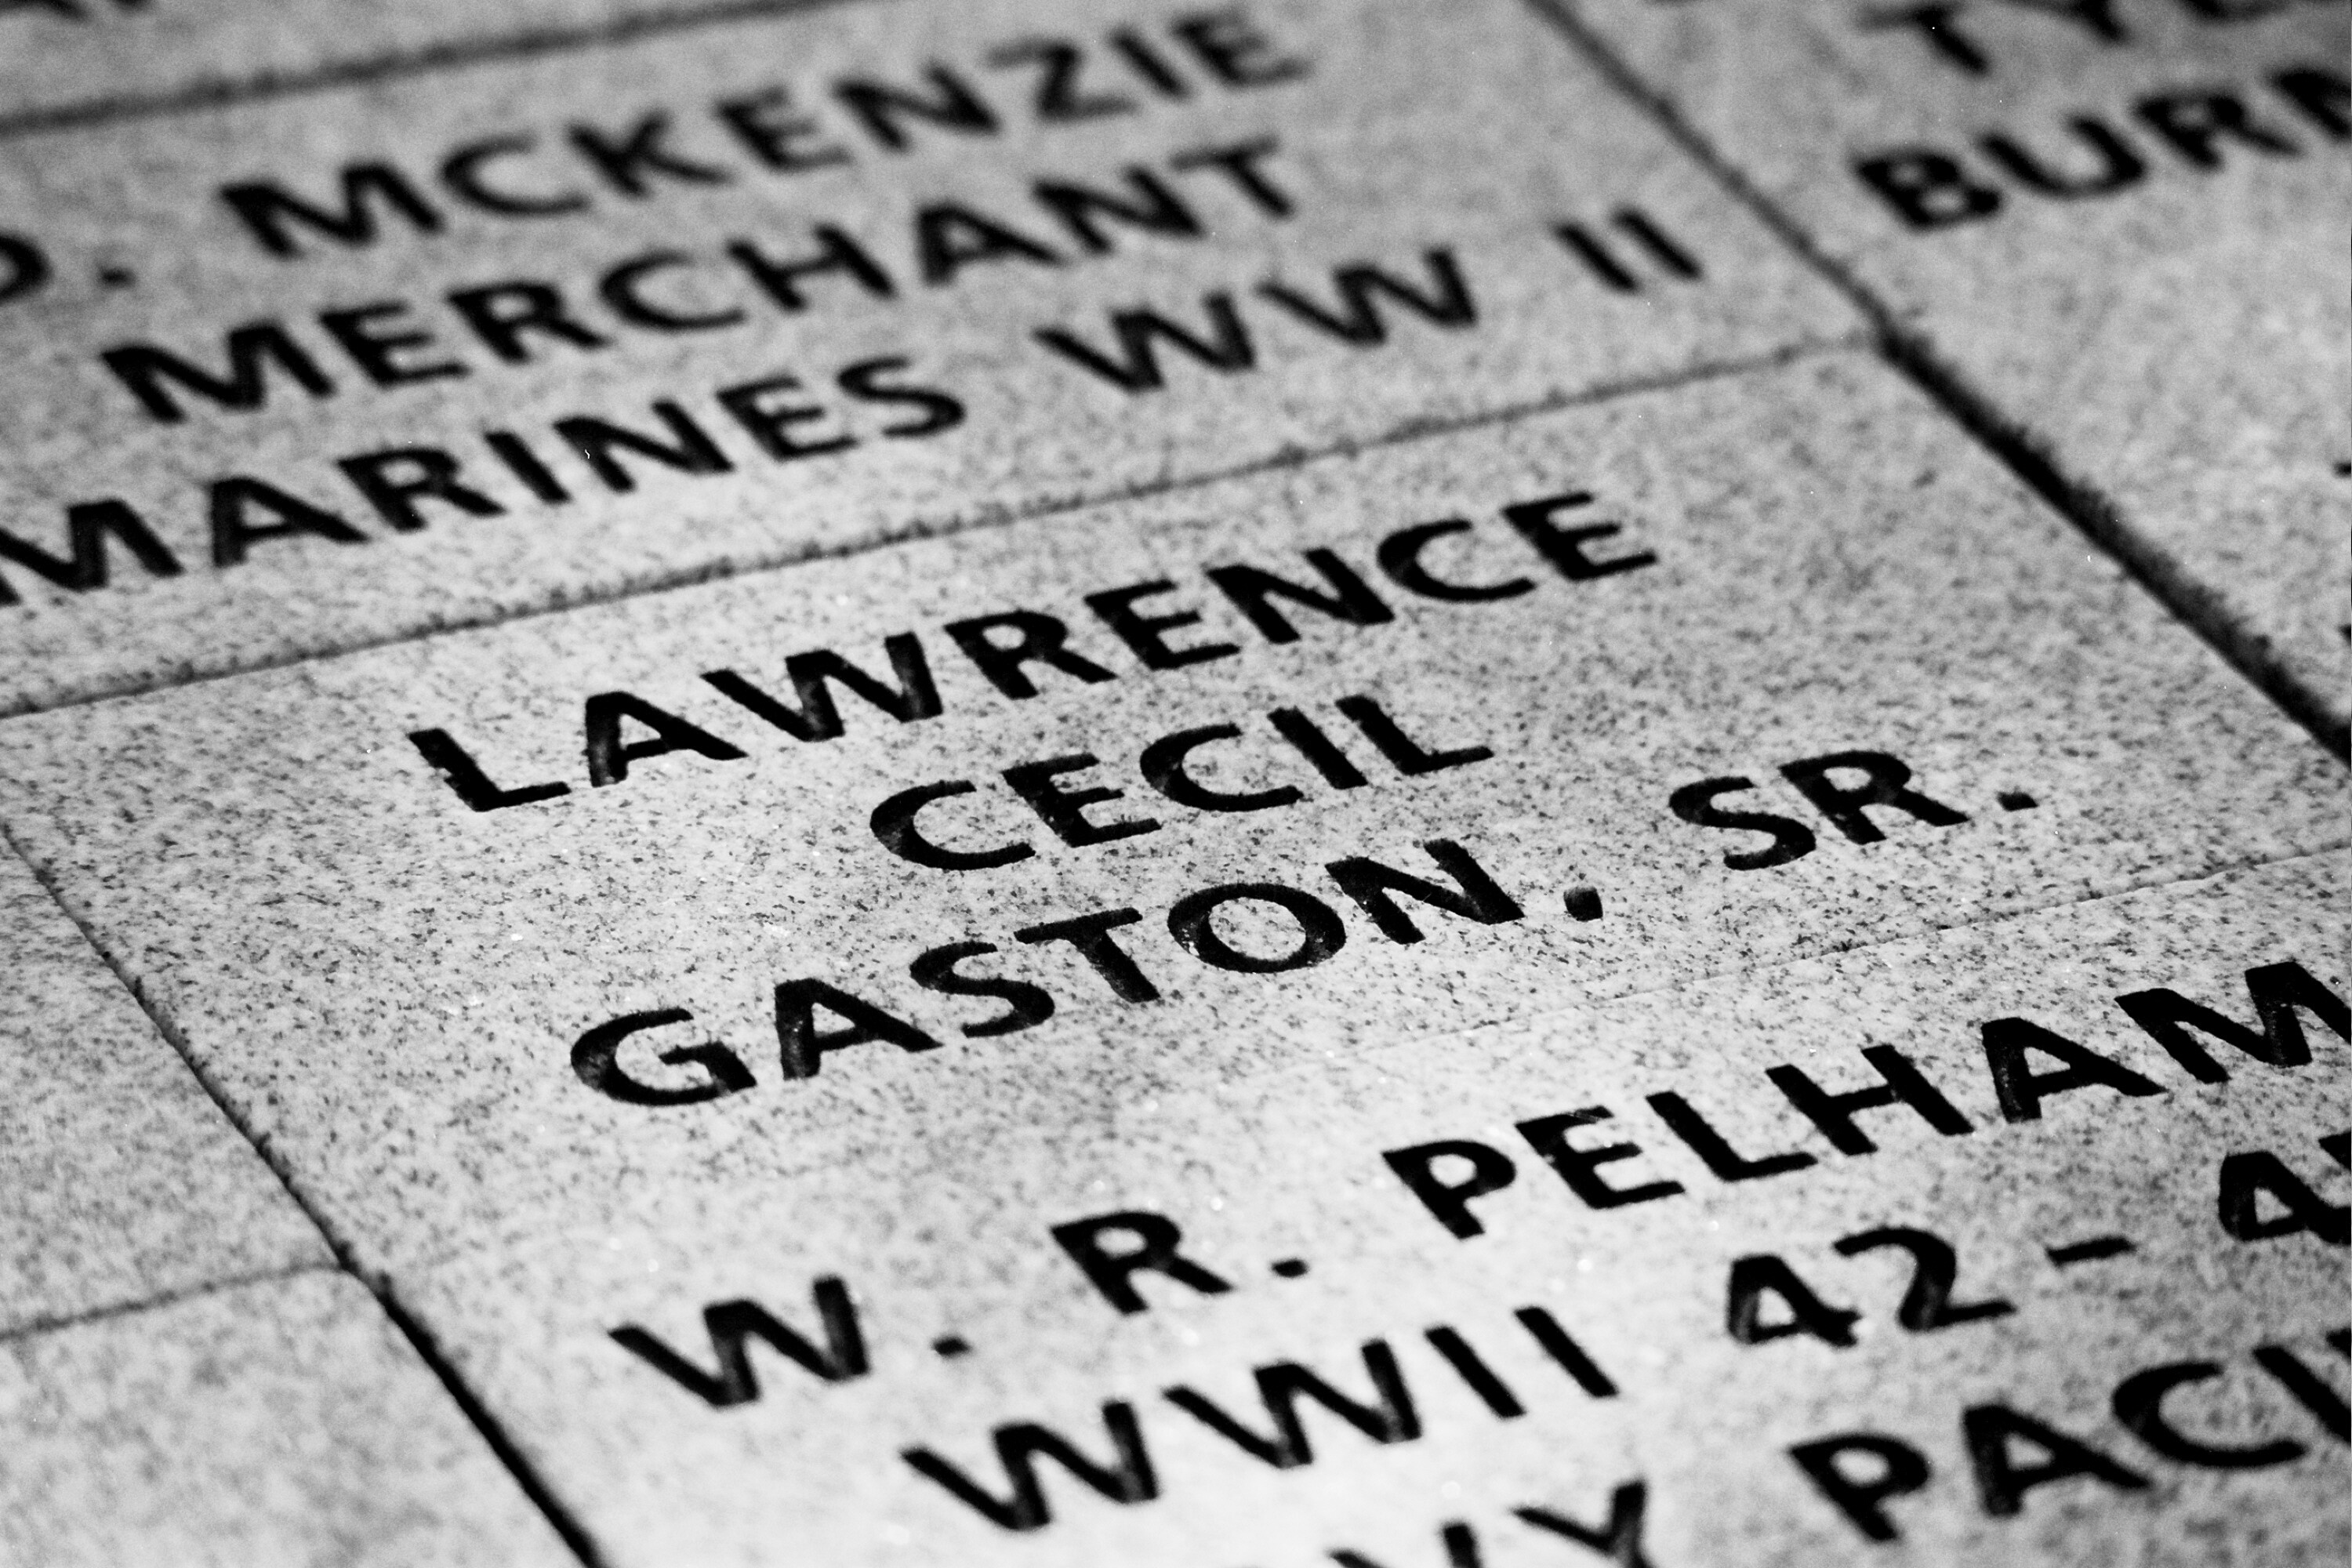 MCKENZIE
MERCHANT
MARINES WW II
LAWRENCE
CECIL
GASTON, SR.
W. R. PELHAM
WWII 42 -